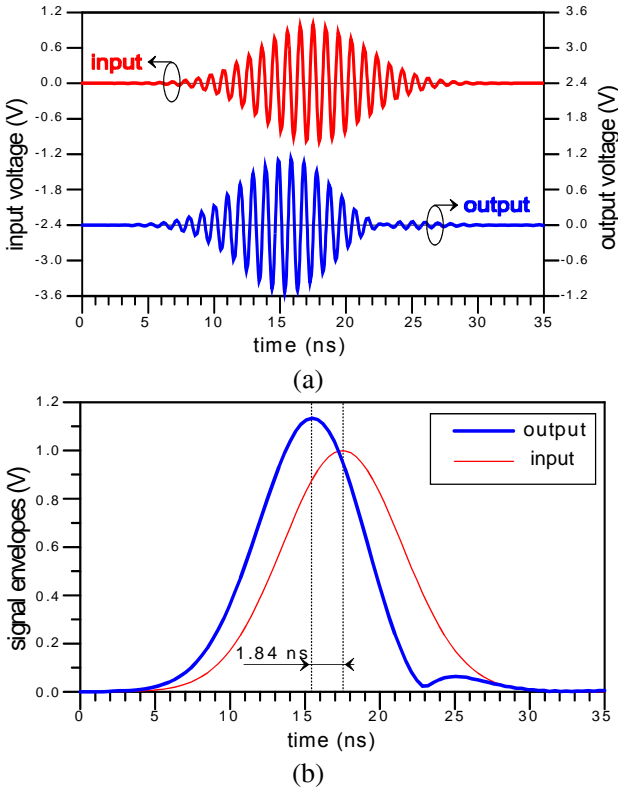 1.2
0.0
-0.6
-1.2
-1.8
-2.4
-3.0
-3.6
3.6
3.0
2.4
1.8
1.2
0.6
0.0
-0.6
-1.2
input voltage (V)
output voltage (V)
input
output
0 5 10 15 20 25 30 35
time (ns)
(a)
1.2
1.0
0.8
0.6
0.4
0.2
0.0
signal envelopes (V)
output
input
1.84 ns
0 5 10 15 20 25 30 35
time (ns)
(b)